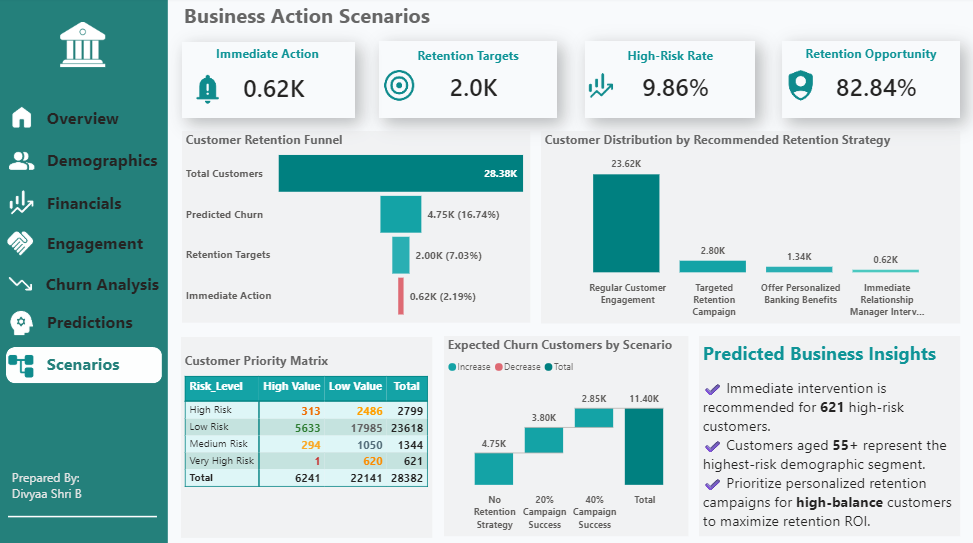 Business Action Scenarios
Overview
Demographics
Financials
Engagement
Churn Analysis
Predictions
Scenarios
Prepared By:
Divyaa Shri B
Immediate Action
0.62K
Retention Targets
2.0K
High-Risk Rate
9.86%
Retention Opportunity
82.84%
Customer Retention Funnel
Total Customers 28.38K
Predicted Churn 4.75K (16.74%)
Retention Targets 2.00K (7.03%)
Immediate Action 0.62K (2.19%)
Customer Distribution by Recommended Retention Strategy
23.62K
2.80K
1.34K
0.62K
Regular Customer
Engagement
Targeted
Retention
Campaign
Offer Personalized
Banking Benefits
Immediate
Relationship
Manager Interv...
Customer Priority Matrix
Risk_Level High Value Low Value Total
High Risk 313 2486 2799
Low Risk 5633 17985 23618
Medium Risk 294 1050 1344
Very High Risk 1 620 621
Total 6241 22141 28382
Expected Churn Customers by Scenario
Increase Decrease Total
4.75K
3.80K
2.85K
11.40K
No
Retention
Strategy
20%
Campaign
Success
40%
Campaign
Success
Total
Predicted Business Insights
Immediate intervention is
recommended for 621 high-risk
customers.
Customers aged 55+ represent the
highest-risk demographic segment.
Prioritize personalized retention
campaigns for high-balance customers
to maximize retention ROI.